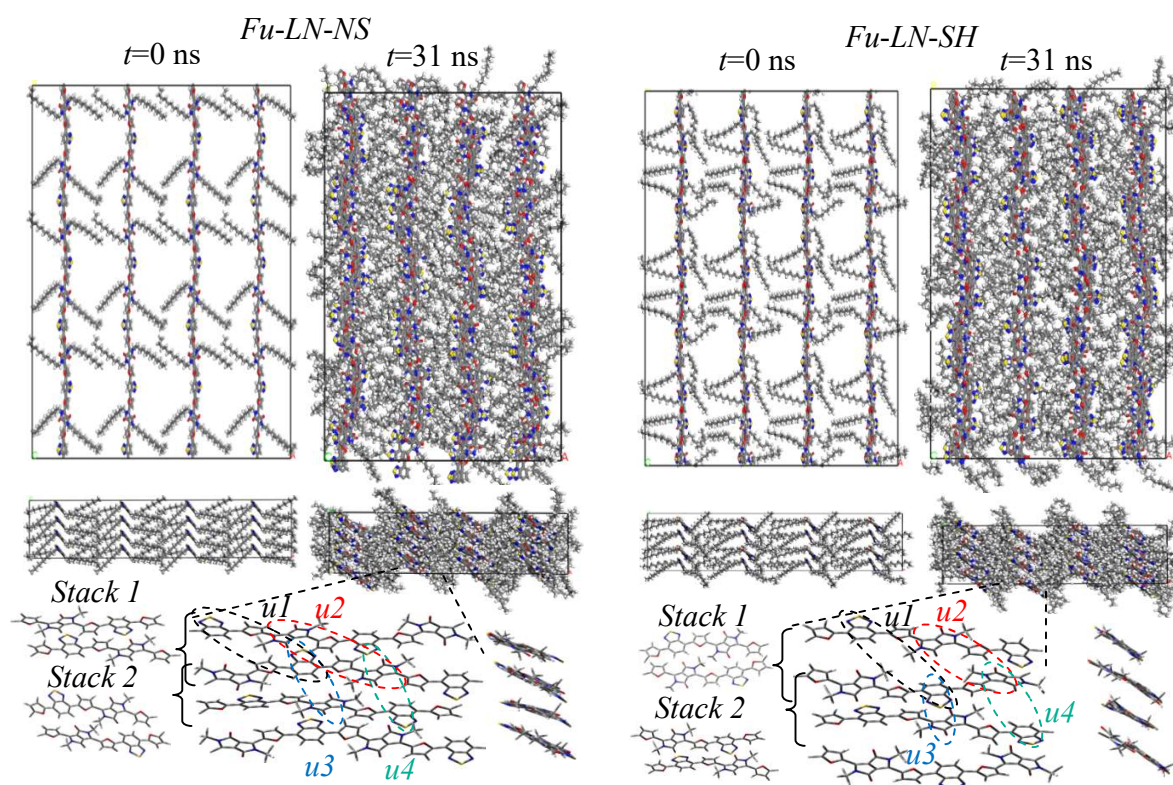 Fu-LN-NS
t=0 ns
t=31 ns
Stack 1
Stack 2
u1
u2
u3
u4
Fu-LN-SH
t=0 ns
t=31 ns
Stack 1
Stack 2
u1
u2
u3
u4